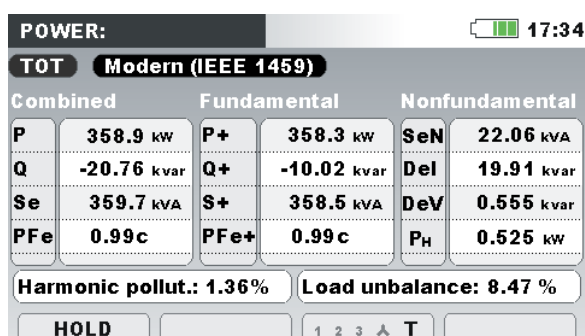 POWER: 17:34
TOT Modern (IEEE 1459)
Combined Fundamental Nonfundamental
P 358.9 kW P+ 358.3 kW SeN 22.06 kVA
Q -20.76 kvar Q+ -10.02 kvar DeI 19.91 kvar
Se 359.7 kVA S+ 358.5 kVA DeV 0.555 kvar
PFe 0.99c PFe+ 0.99c PH 0.525 kW
Harmonic pollut.: 1.36% Load unbalance: 8.47 %
HOLD 1 2 3 T